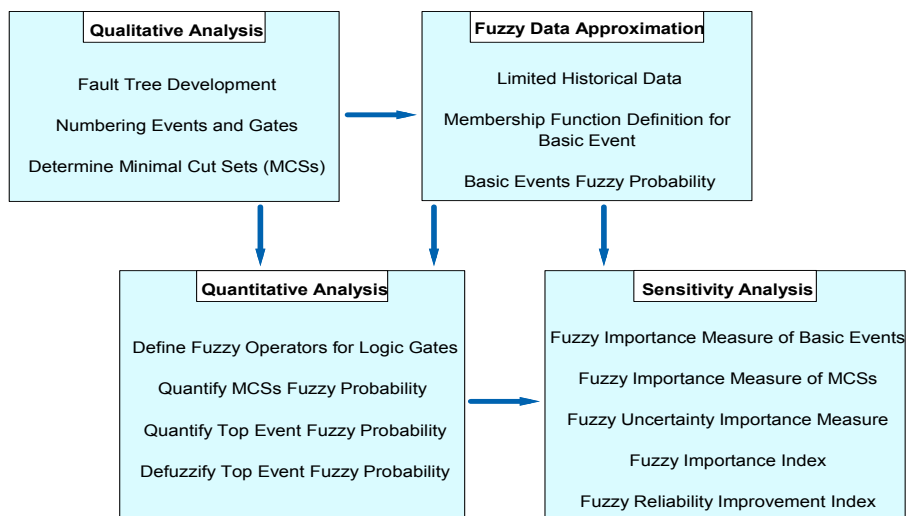 Qualitative Analysis
Fault Tree Development
Numbering Events and Gates
Determine Minimal Cut Sets (MCSs)
Fuzzy Data Approximation
Limited Historical Data
Membership Function Definition for
Basic Event
Basic Events Fuzzy Probability
Quantitative Analysis
Define Fuzzy Operators for Logic Gates
Quantify MCSs Fuzzy Probability
Quantify Top Event Fuzzy Probability
Defuzzify Top Event Fuzzy Probability
Sensitivity Analysis
Fuzzy Importance Measure of Basic Events
Fuzzy Importance Measure of MCSs
Fuzzy Uncertainty Importance Measure
Fuzzy Importance Index
Fuzzy Reliability Improvement Index